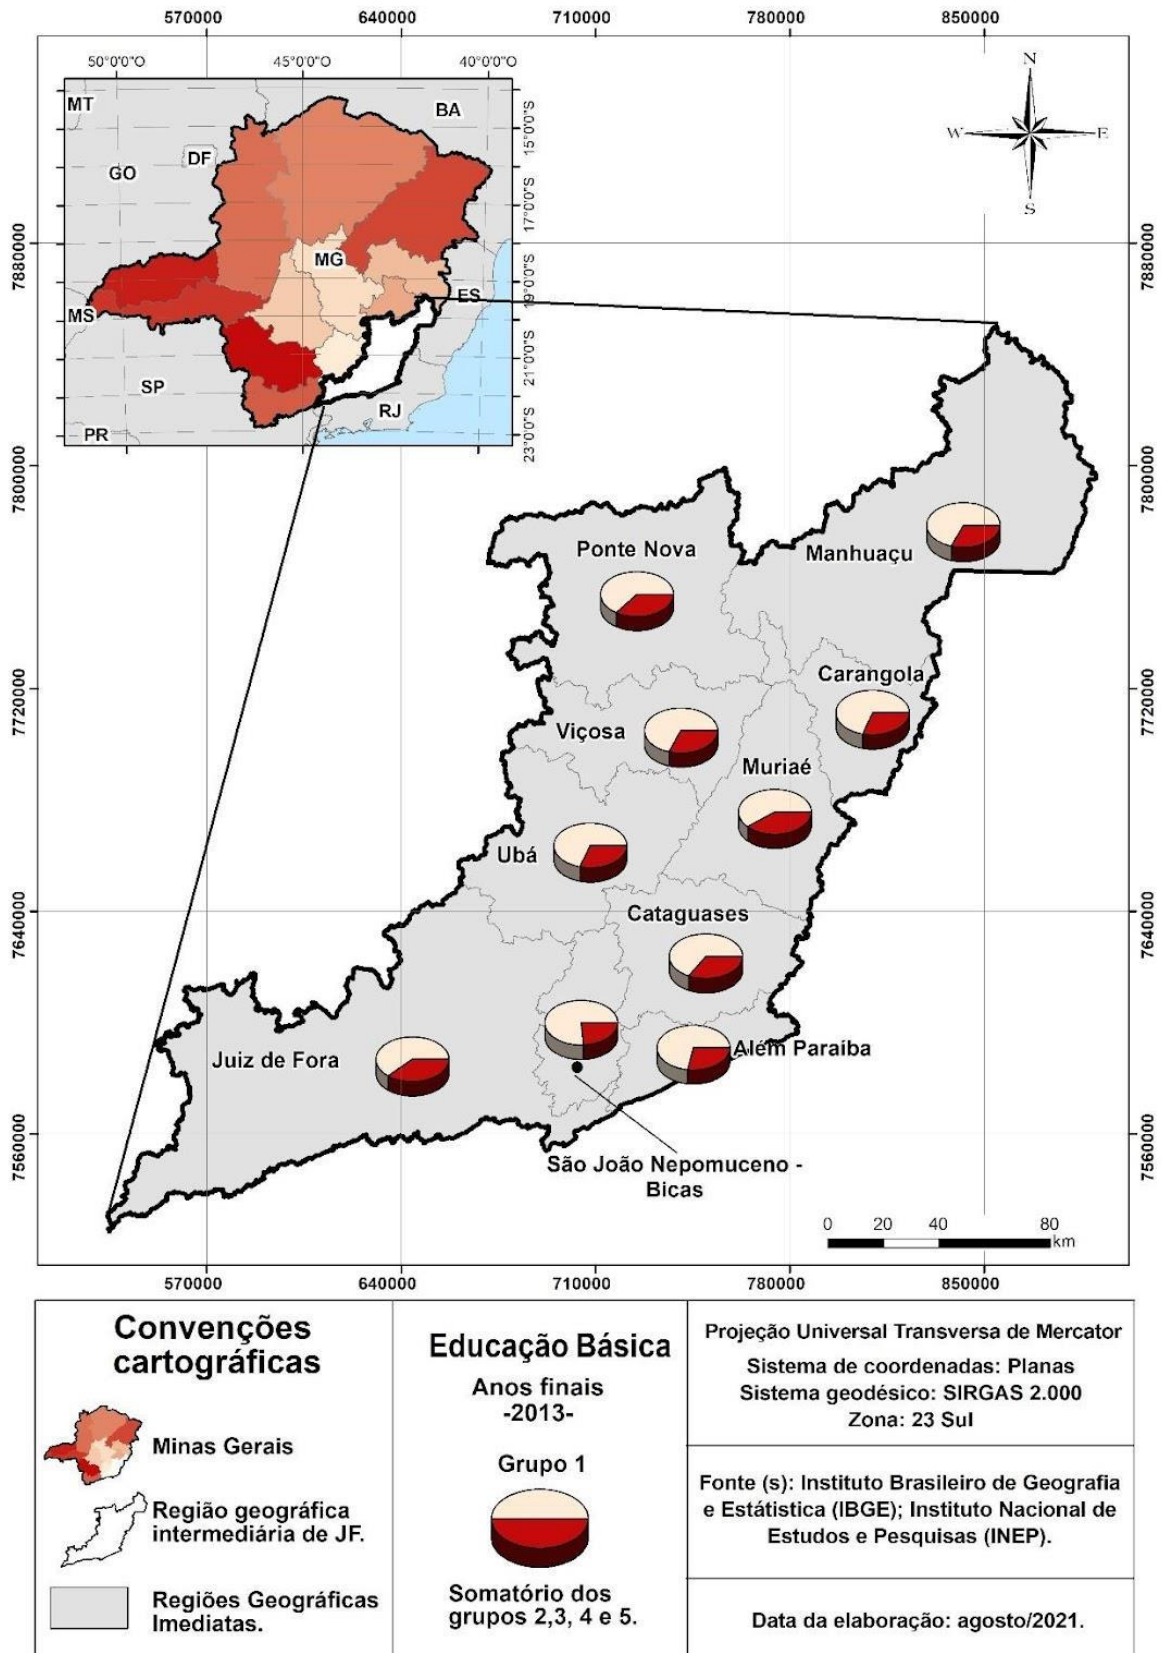 570000 640000 710000 780000 850000
50°0'0"O 45°0'0"O 40°0'0"O
MT
BA
N
DF
GO
W E
S
15°0'0"S
17°0'0"S
19°0'0"S
21°0'0"S
23°0'0"S
MG
ES
MS
SP
RJ
PR
7880000 7880000
7800000 7800000
7720000 7720000
7640000 7640000
7560000 7560000
Ponte Nova
Manhuaçu
Carangola
Viçosa
Muriaé
Ubá
Cataguases
Juiz de Fora
Além Paraíba
São João Nepomuceno -
Bicas
0 20 40 80
km
570000 640000 710000 780000 850000
Convenções
cartográficas
Minas Gerais
Região geográfica
intermediária de JF.
Regiões Geográficas
Imediatas.
Educação Básica
Anos finais
-2013-
Grupo 1
Somatório dos
grupos 2,3, 4 e 5.
Projeção Universal Transversa de Mercator
Sistema de coordenadas: Planas
Sistema geodésico: SIRGAS 2.000
Zona: 23 Sul
Fonte (s): Instituto Brasileiro de Geografia
e Estátistica (IBGE); Instituto Nacional de
Estudos e Pesquisas (INEP).
Data da elaboração: agosto/2021.